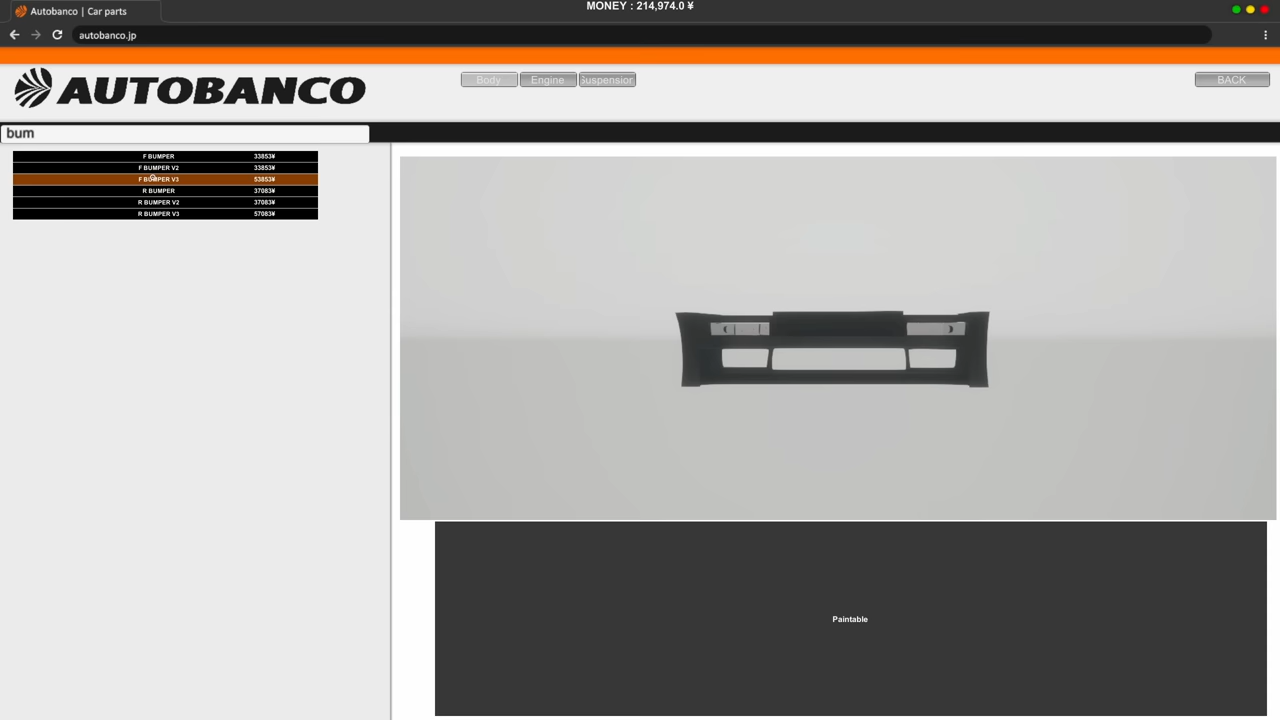 Autobanco | Car parts
MONEY : 214,974.0 ¥
autobanco.jp
AUTOBANCO
Body
Engine
Suspension
BACK
bum
F BUMPER 33853¥
F BUMPER V2 33853¥
F BUMPER V3 53853¥
R BUMPER 37083¥
R BUMPER V2 37083¥
R BUMPER V3 57083¥
Paintable